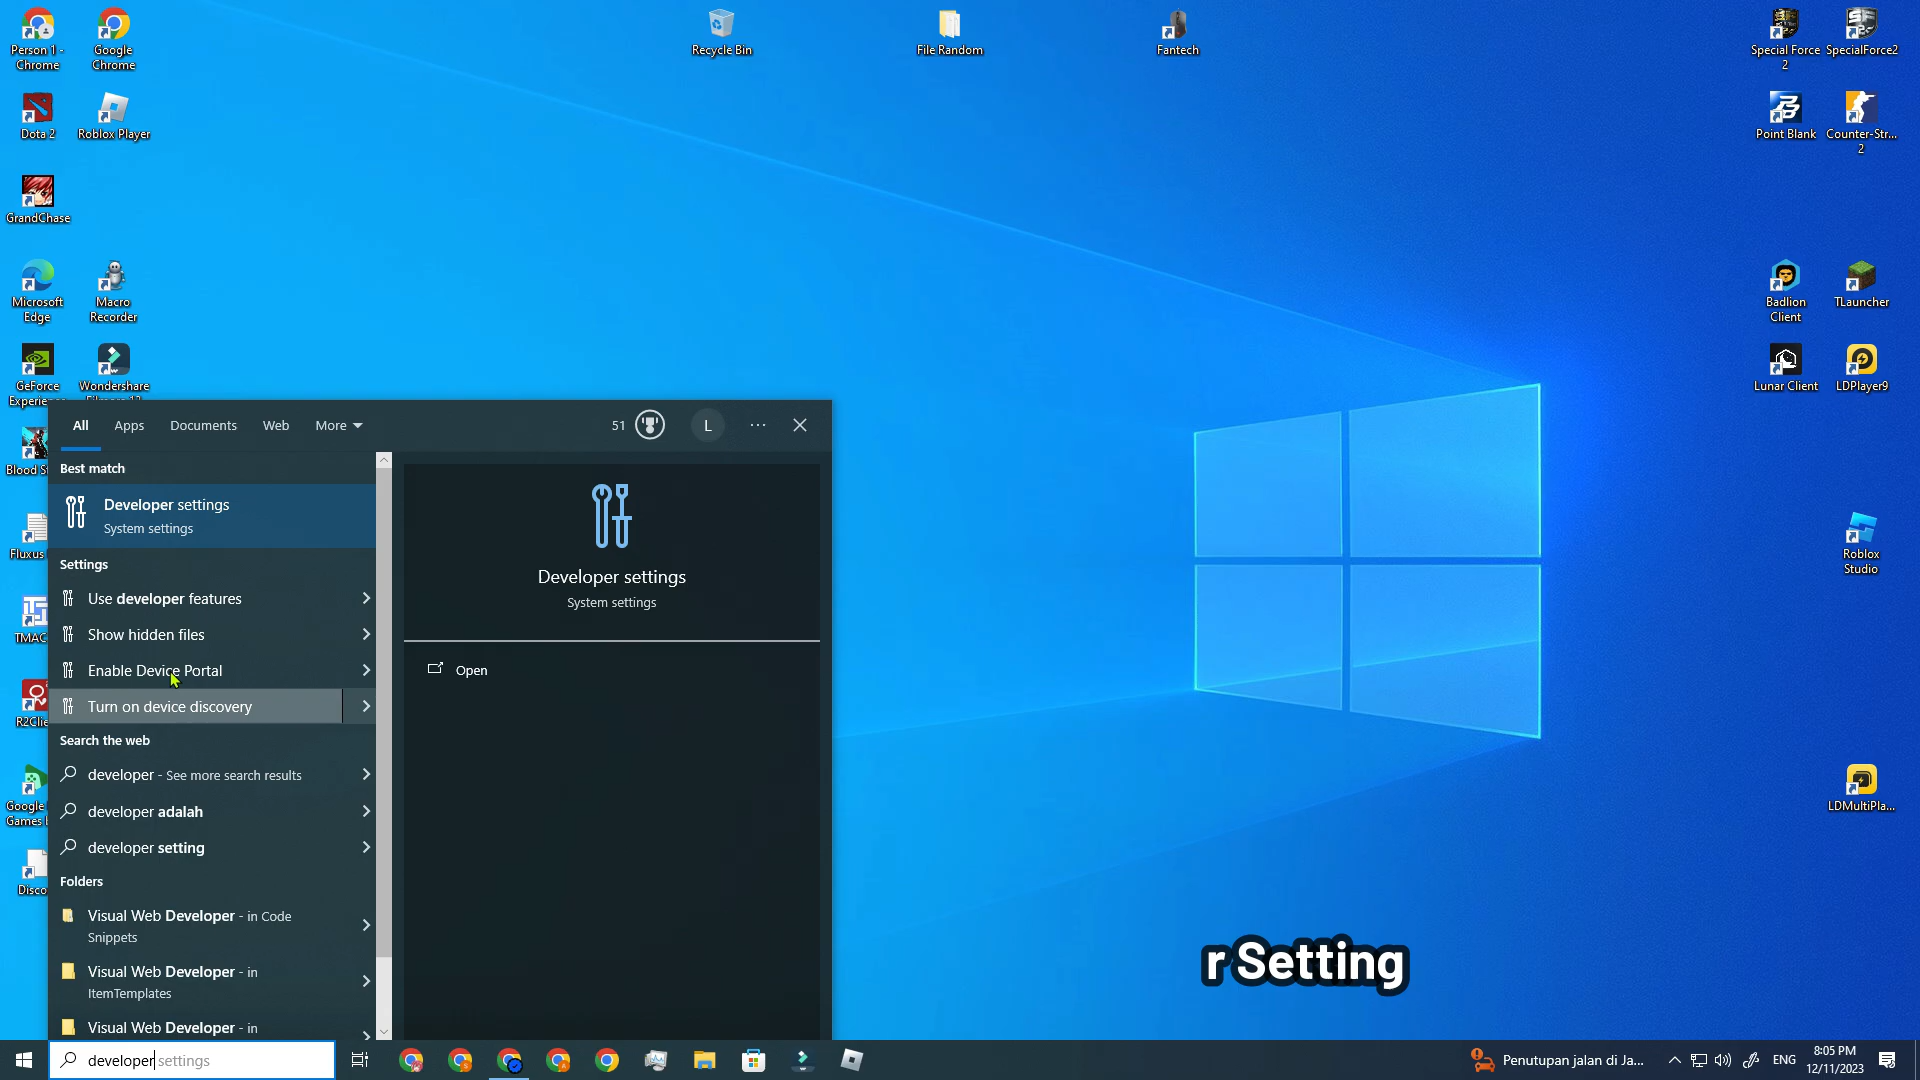 Person 1 -
Chrome
Google
Chrome
Recycle Bin
File Random
Fantech
Special Force
2
SpecialForce2
Dota 2
Roblox Player
Point Blank
Counter-Str...
2
GrandChase
Microsoft
Edge
Macro
Recorder
Badlion
Client
TLauncher
GeForce
Experience
Wondershare
Lunar Client
LDPlayer9
Blood
Fluxus
TMAC
R2Clie
Google
Games
Disco
Roblox
Studio
LDMultiPla...
All
Apps
Documents
Web
More
51
L
Best match
Developer settings
System settings
Settings
Use developer features
Show hidden files
Enable Device Portal
Turn on device discovery
Search the web
developer - See more search results
developer adalah
developer setting
Folders
Visual Web Developer - in Code
Snippets
Visual Web Developer - in
ItemTemplates
Visual Web Developer - in
Developer settings
System settings
Open
r Setting
developer settings
Penutupan jalan di Ja...
ENG
8:05 PM
12/11/2023